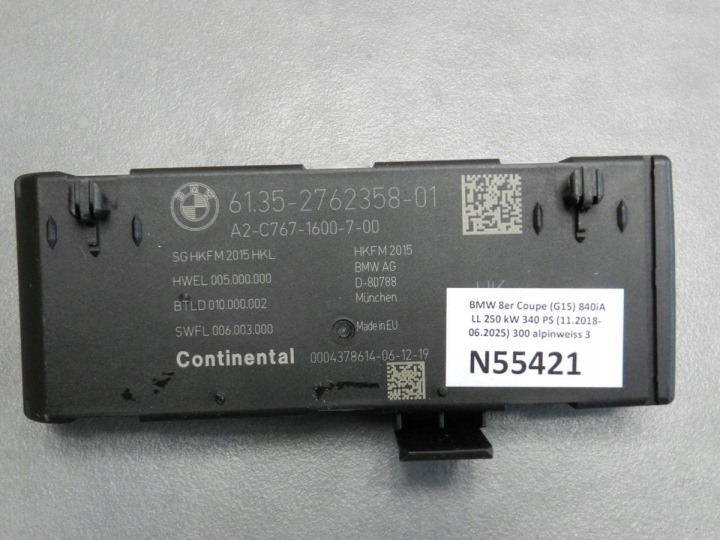 BMW
61.35-2762358-01
A2-C767-1600-7-00
SG HKFM 2015 HKL
HWEL 005.000.000
BTLD 010.000.002
SWFL 006.003.000
HKFM 2015
BMW AG
D-80788
München
Made in EU
Continental 0004378614-06-12-19
BMW 8er Coupe (G15) 840iA
LL 250 kW 340 PS (11.2018-
06.2025) 300 alpinweiss 3
N55421